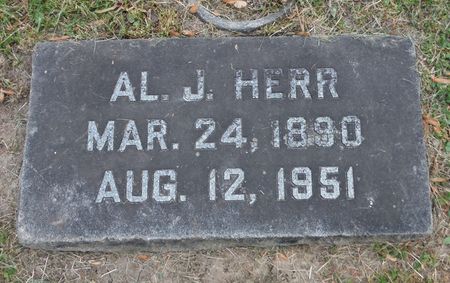 AL. J. HERR
MAR. 24, 1890
AUG. 12, 1951